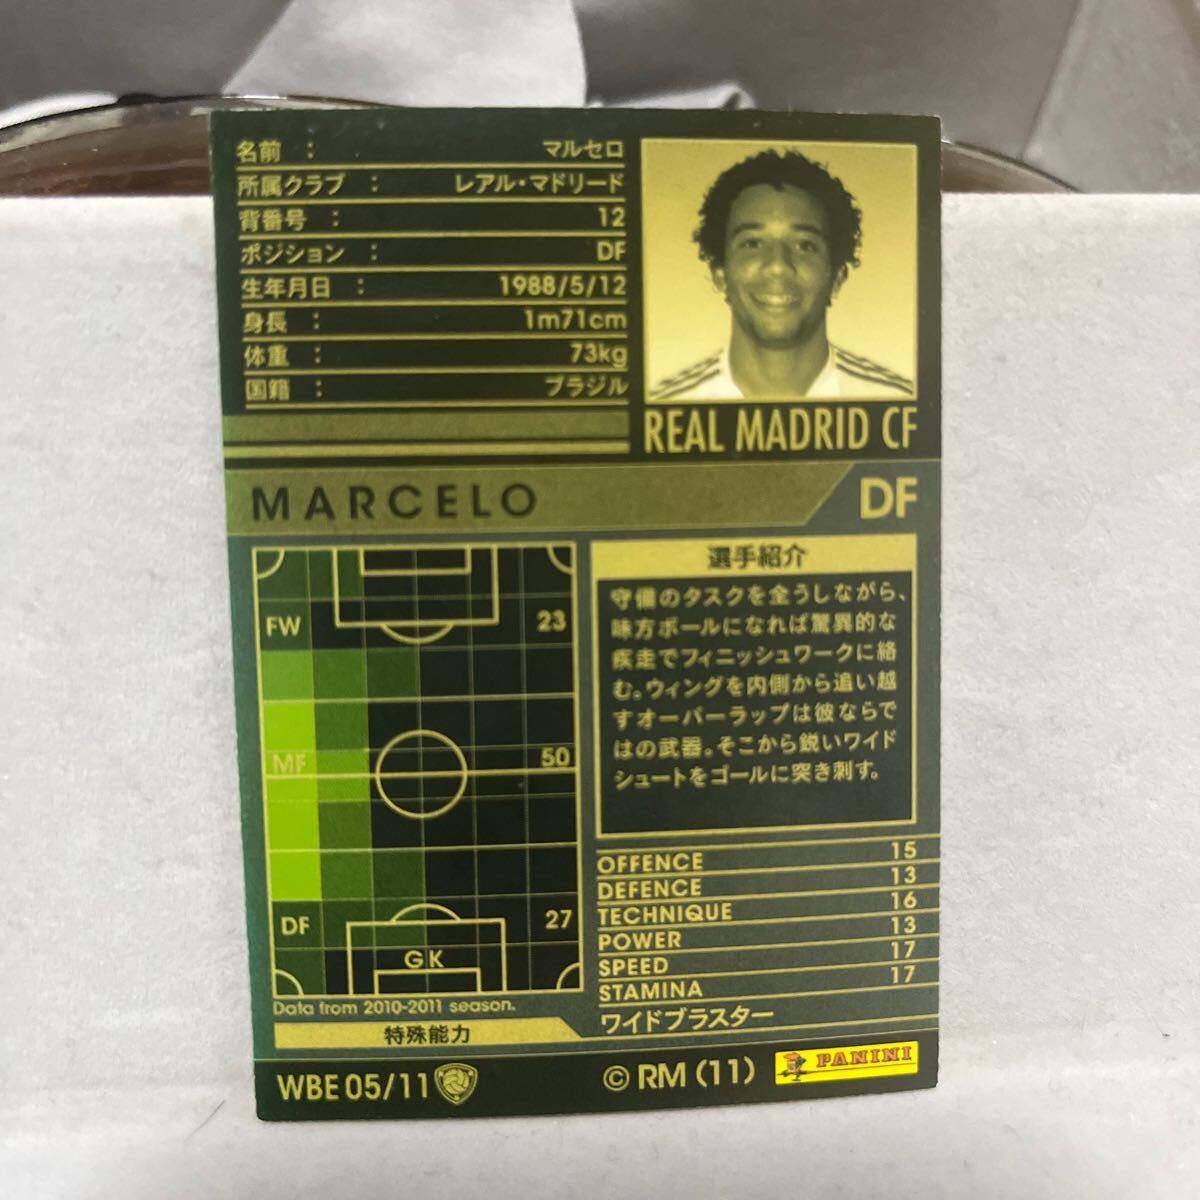 名前 : マルセロ
所属クラブ : レアル・マドリード
背番号 : 12
ポジション : DF
生年月日 : 1988/5/12
身長 : 1m71cm
体重 : 73kg
国籍 : ブラジル
REAL MADRID CF
MARCELO
DF
FW 23
MF 50
DF 27
GK
Data from 2010-2011 season.
選手紹介
守備のタスクを全うしながら、
味方ボールになれば驚異的な
疾走でフィニッシュワークに絡
む。ウィングを内側から追い越
すオーバーラップは彼ならで
はの武器。そこから鋭いワイド
シュートをゴールに突き刺す。
OFFENCE 15
DEFENCE 13
TECHNIQUE 16
POWER 13
SPEED 17
STAMINA 17
特殊能力
ワイドブラスター
WBE 05/11
© RM (11)
PANINI